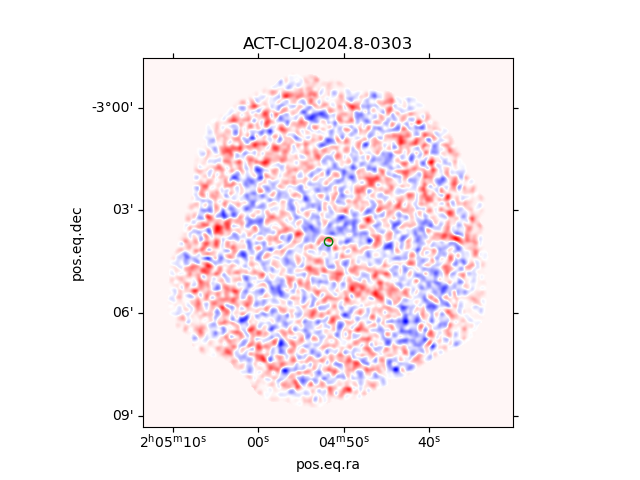 ACT-CLJ0204.8-0303
-3°00'
03'
06'
09'
pos.eq.dec
2ʰ05ᵐ10ˢ 00ˢ 04ᵐ50ˢ 40ˢ
pos.eq.ra